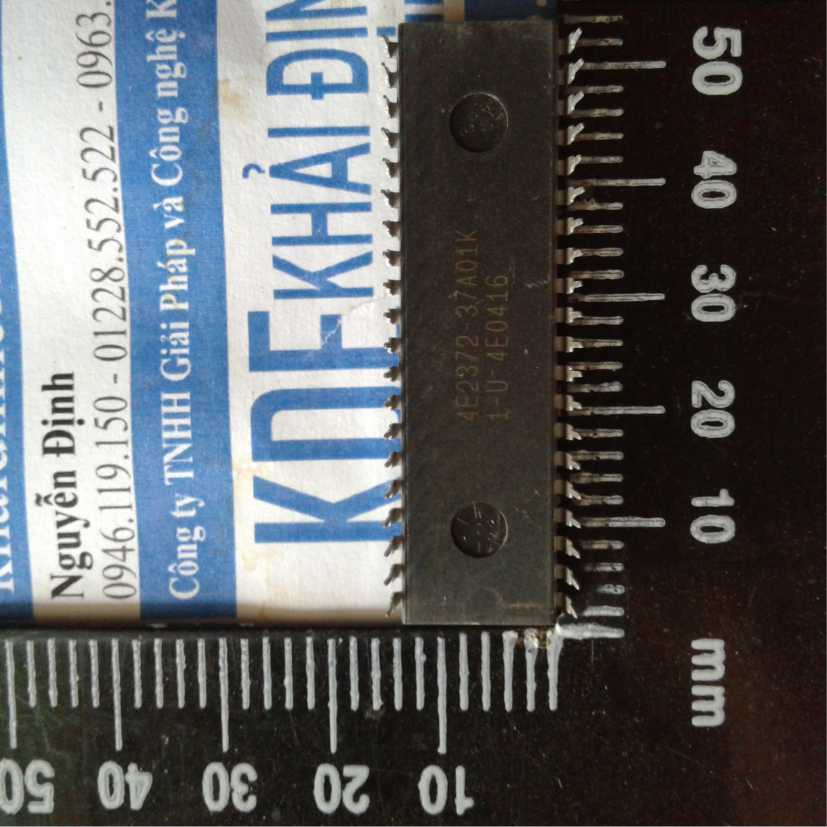 KDE KHẢI ĐỊN
Công ty TNHH Giải Pháp và Công nghệ K
Nguyễn Định
0946.119.150 - 01228.552.522 - 0963.
4E2372-37A01K
1-U-4E0416
50
40
30
20
10
mm
50
40
30
20
10